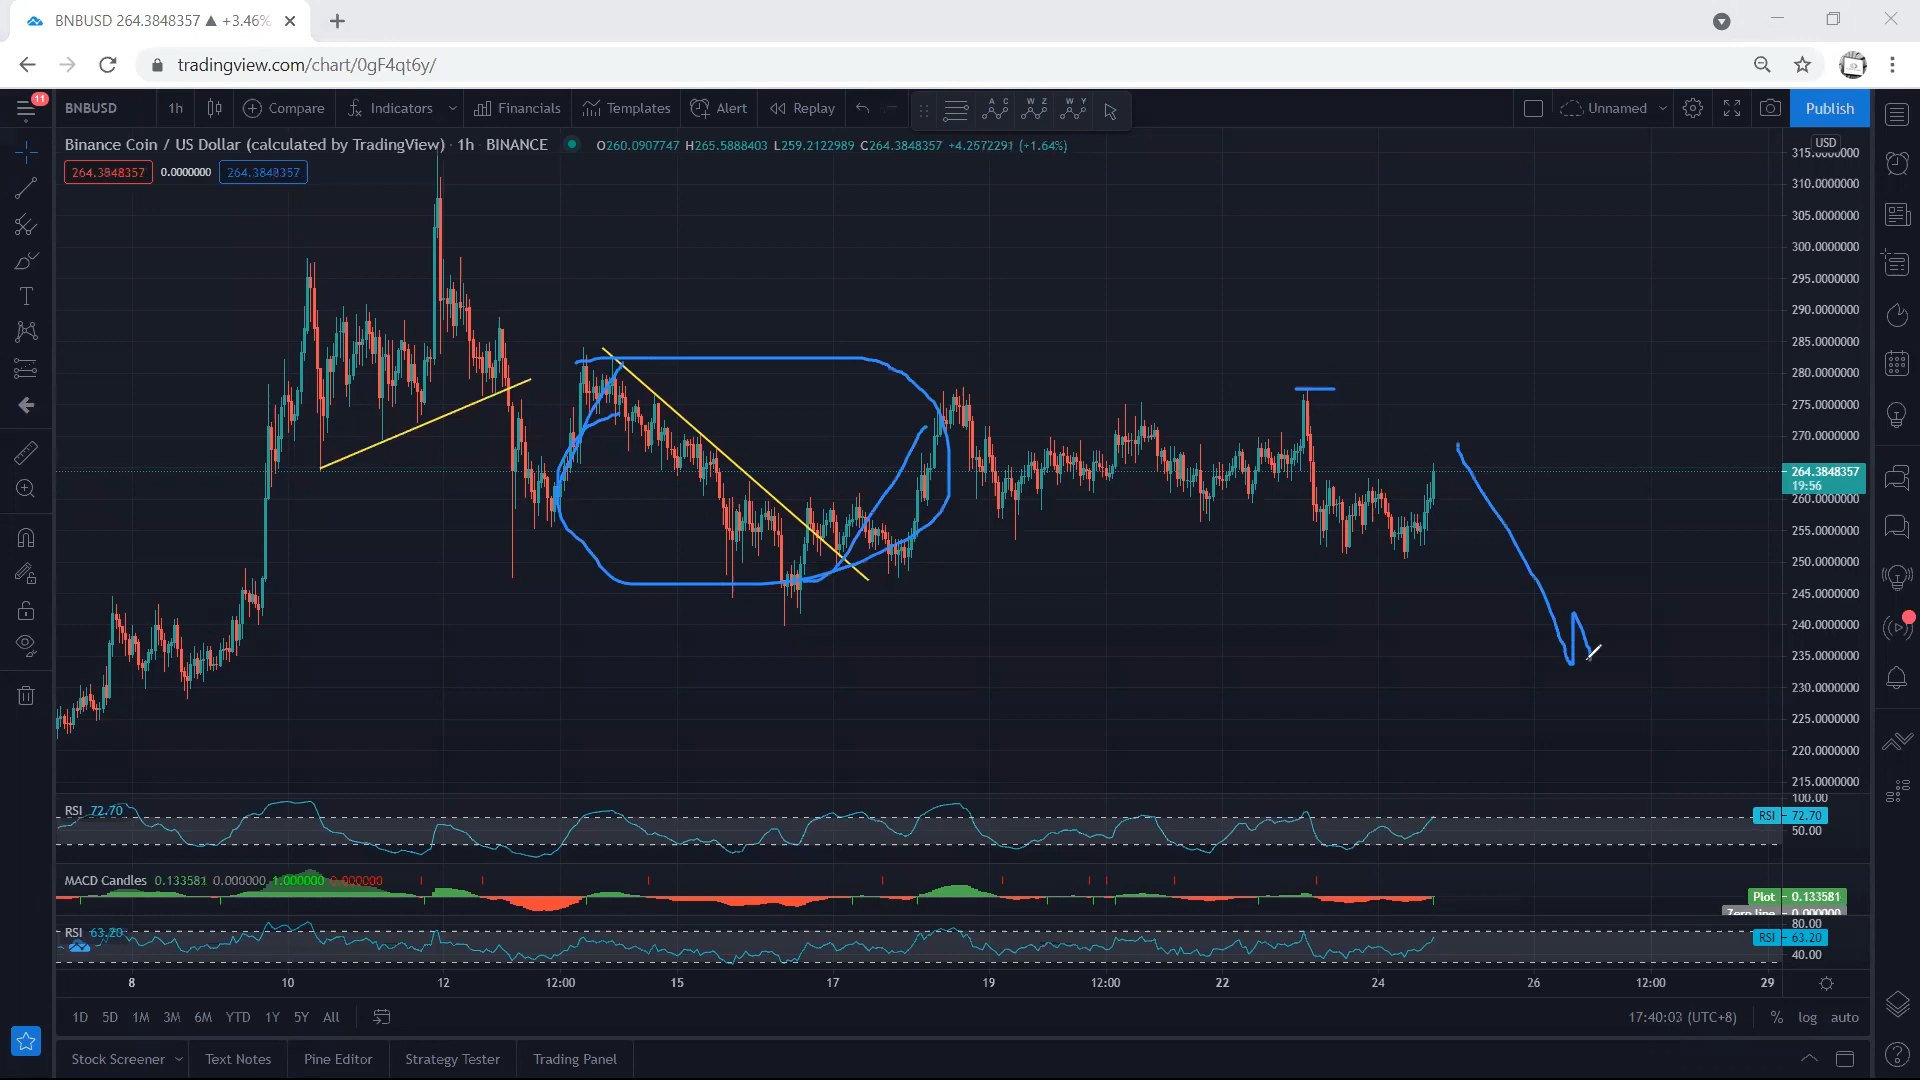 BNBUSD 264.3848357 ▲ +3.46%
tradingview.com/chart/0gF4qt6y/
11
BNBUSD 1h Compare Indicators Financials Templates Alert Replay A C W Z W Y Unnamed Publish
Binance Coin / US Dollar (calculated by TradingView) · 1h · BINANCE O260.0907747 H265.5888403 L259.2122989 C264.3848357 +4.2572291 (+1.64%)
264.3848357 0.0000000 264.3848357
USD
315.0000000
310.0000000
305.0000000
300.0000000
295.0000000
290.0000000
285.0000000
280.0000000
275.0000000
270.0000000
264.3848357
19:56
260.0000000
255.0000000
250.0000000
245.0000000
240.0000000
235.0000000
230.0000000
225.0000000
220.0000000
215.0000000
RSI 72.70
100.00
RSI 72.70
50.00
MACD Candles 0.133581 0.000000 1.000000 0.000000
Plot 0.133581
Zero line 0.000000
RSI 63.20
80.00
RSI 63.20
40.00
8 10 12 12:00 15 17 19 12:00 22 24 26 12:00 29
1D 5D 1M 3M 6M YTD 1Y 5Y All 17:40:03 (UTC+8) % log auto
Stock Screener Text Notes Pine Editor Strategy Tester Trading Panel